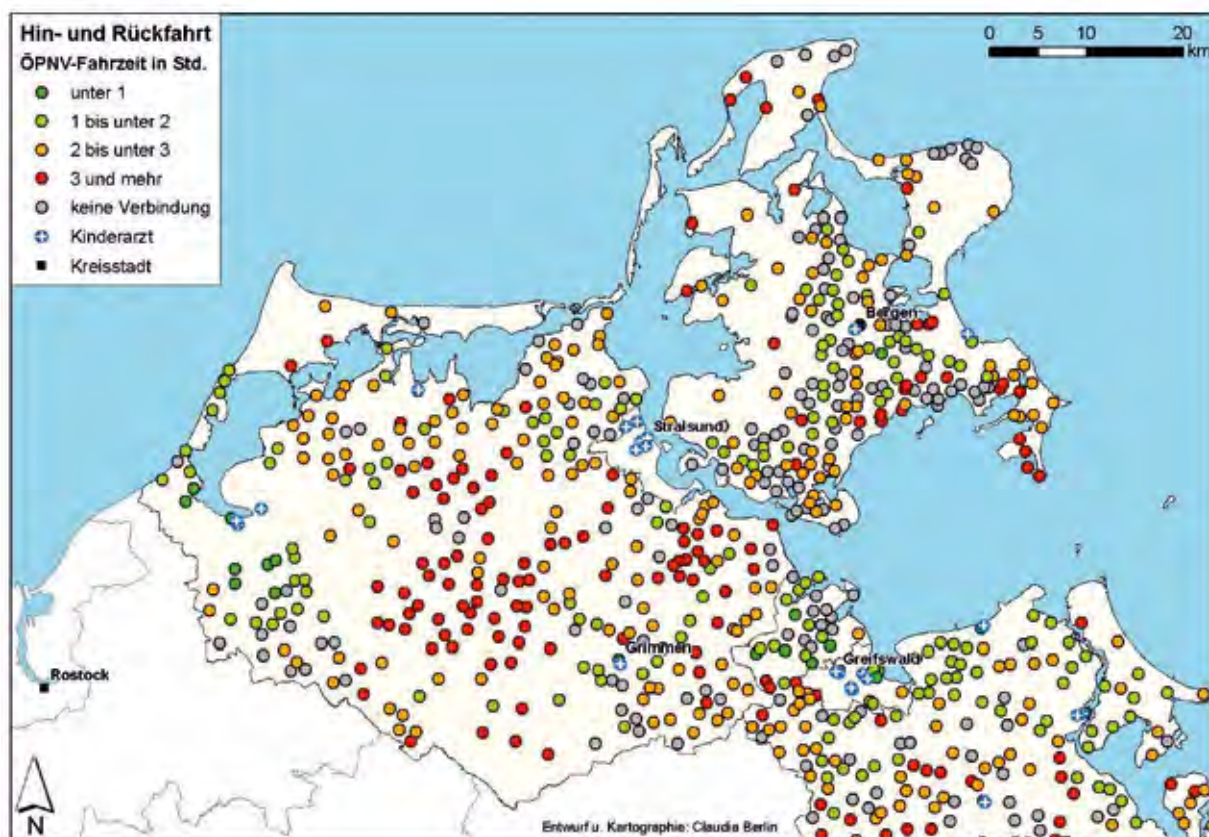 Hin- und Rückfahrt
ÖPNV-Fahrzeit in Std.
unter 1
1 bis unter 2
2 bis unter 3
3 und mehr
keine Verbindung
Kinderarzt
Kreisstadt
0 5 10 20
km
Bergen
Stralsund
Grimmen
Greifswald
Rostock
N
Entwurf u. Kartographie: Claudia Berlin